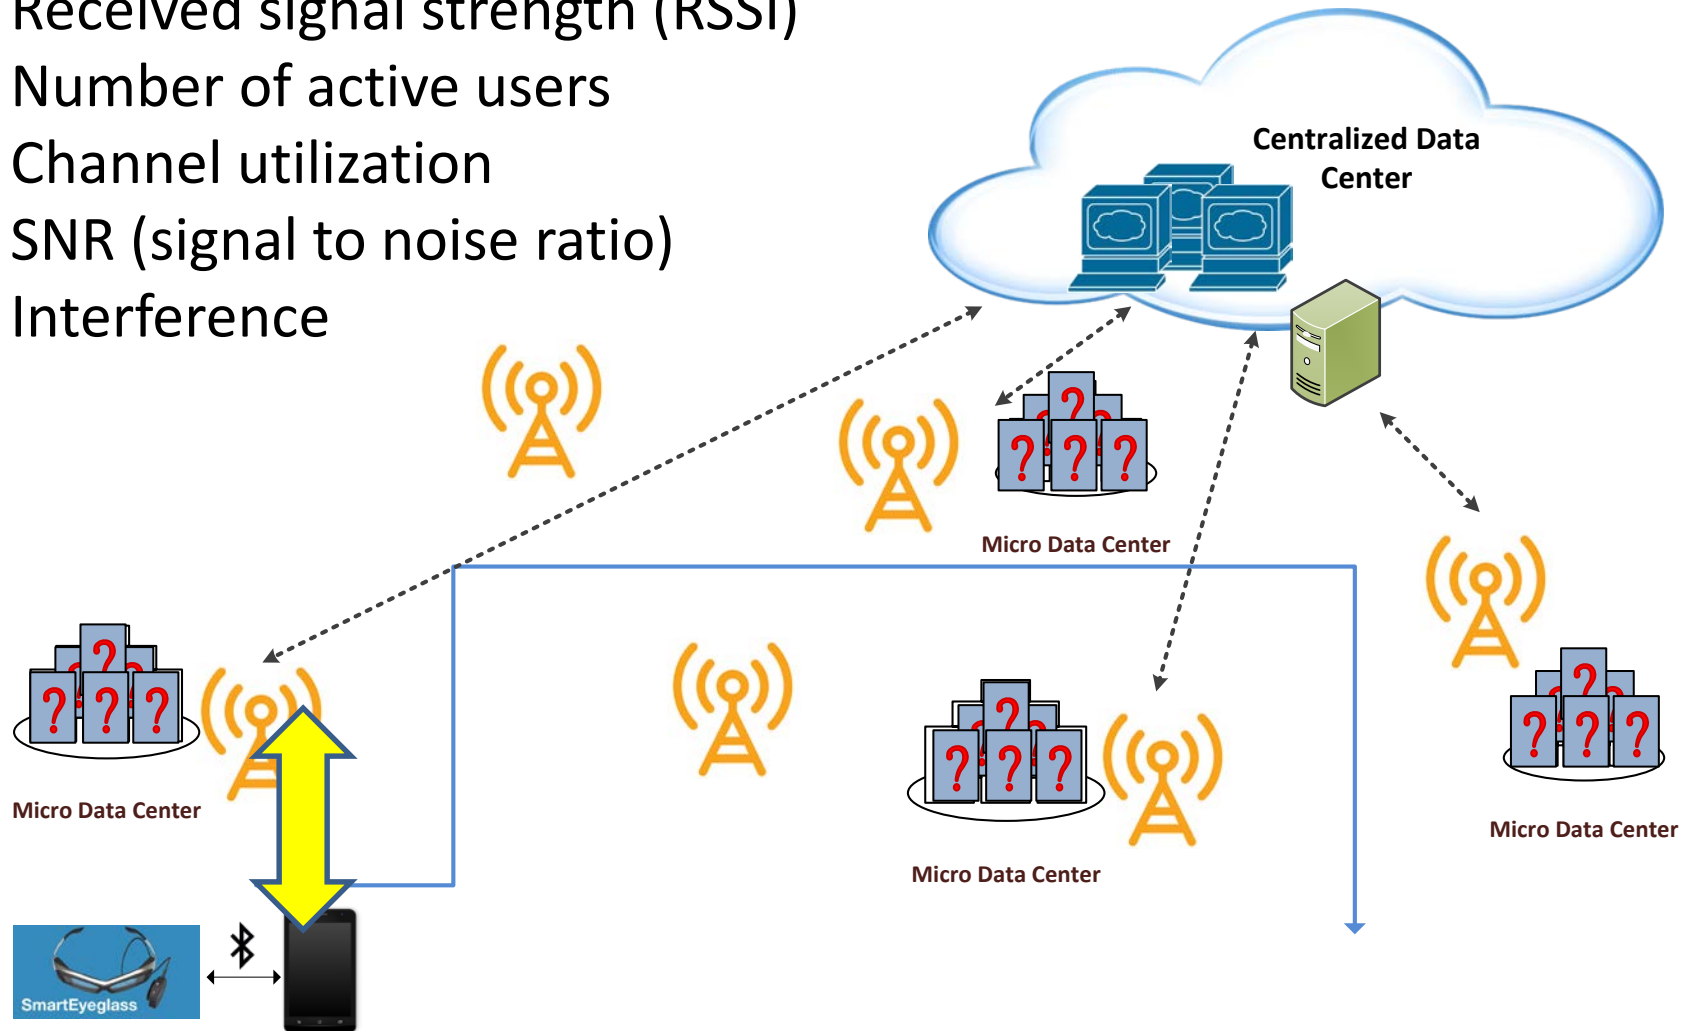 Received signal strength (RSSI)
Number of active users
Channel utilization
SNR (signal to noise ratio)
Interference
Centralized Data
Center
Micro Data Center
Micro Data Center
Micro Data Center
Micro Data Center
SmartEyeglass
? ? ? ?
? ? ? ?
? ? ? ?
? ? ? ?